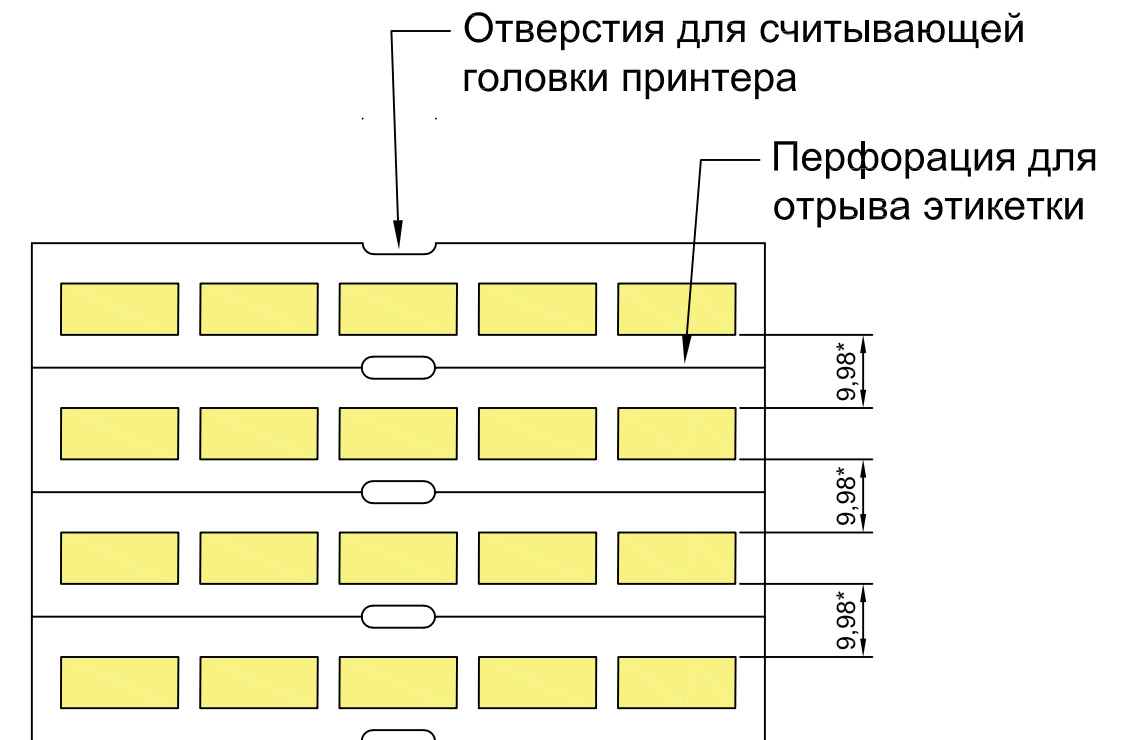 Отверстия для считывающей
головки принтера
Перфорация для
отрыва этикетки
9,98*
9,98*
9,98*